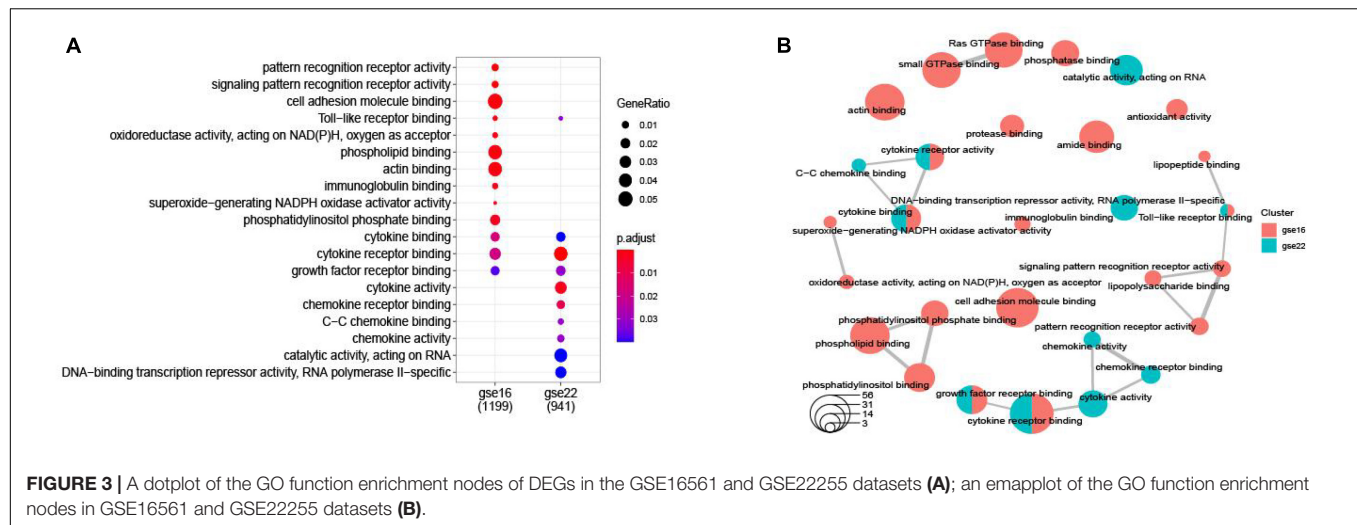 A
pattern recognition receptor activity
signaling pattern recognition receptor activity
cell adhesion molecule binding
Toll−like receptor binding
oxidoreductase activity, acting on NAD(P)H, oxygen as acceptor
phospholipid binding
actin binding
immunoglobulin binding
superoxide−generating NADPH oxidase activator activity
phosphatidylinositol phosphate binding
cytokine binding
cytokine receptor binding
growth factor receptor binding
cytokine activity
chemokine receptor binding
C−C chemokine binding
chemokine activity
catalytic activity, acting on RNA
DNA−binding transcription repressor activity, RNA polymerase II−specific
gse16
(1199)
gse22
(941)
GeneRatio
0.01
0.02
0.03
0.04
0.05
p.adjust
0.01
0.02
0.03
B
Ras GTPase binding
small GTPase binding
phosphatase binding
catalytic activity, acting on RNA
actin binding
antioxidant activity
protease binding
amide binding
cytokine receptor activity
lipopeptide binding
C−C chemokine binding
DNA−binding transcription repressor activity, RNA polymerase II−specific
cytokine binding
immunoglobulin binding
Toll−like receptor binding
superoxide−generating NADPH oxidase activator activity
signaling pattern recognition receptor activity
oxidoreductase activity, acting on NAD(P)H, oxygen as acceptor
lipopolysaccharide binding
cell adhesion molecule binding
phosphatidylinositol phosphate binding
pattern recognition receptor activity
phospholipid binding
chemokine activity
chemokine receptor binding
phosphatidylinositol binding
growth factor receptor binding
cytokine activity
cytokine receptor binding
56
31
14
3
Cluster
gse16
gse22
FIGURE 3 | A dotplot of the GO function enrichment nodes of DEGs in the GSE16561 and GSE22255 datasets (A); an emapplot of the GO function enrichment
nodes in GSE16561 and GSE22255 datasets (B).